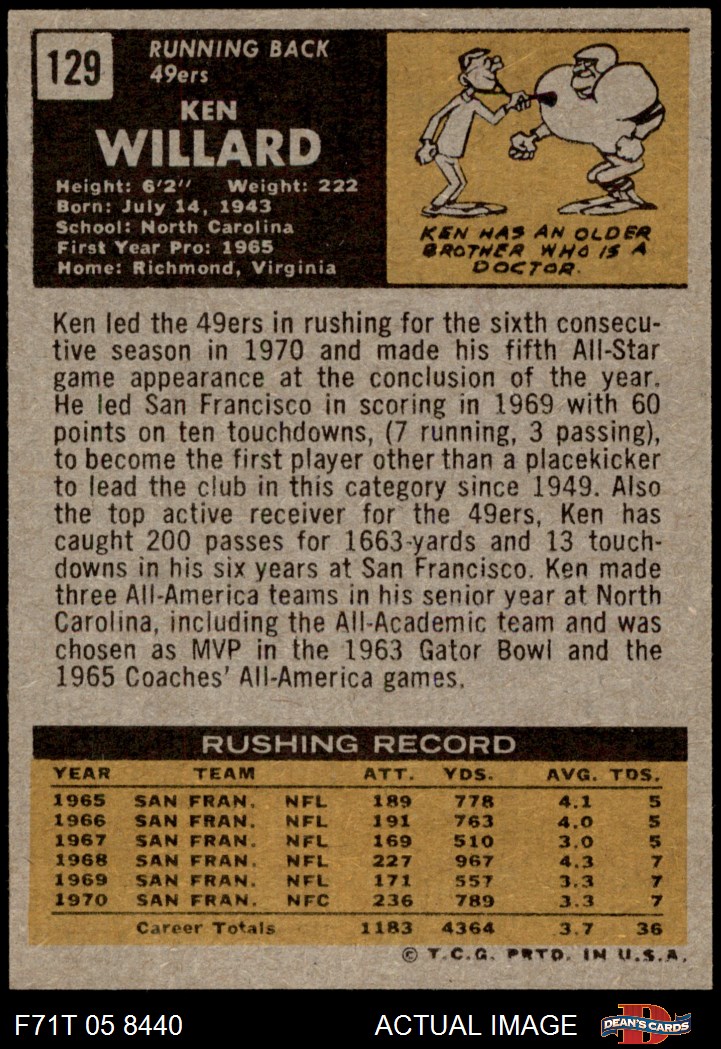 129
RUNNING BACK
49ers
KEN
WILLARD
Height: 6'2" Weight: 222
Born: July 14, 1943
School: North Carolina
First Year Pro: 1965
Home: Richmond, Virginia
KEN HAS AN OLDER
BROTHER WHO IS A
DOCTOR.
Ken led the 49ers in rushing for the sixth consecu-
tive season in 1970 and made his fifth All-Star
game appearance at the conclusion of the year.
He led San Francisco in scoring in 1969 with 60
points on ten touchdowns, (7 running, 3 passing),
to become the first player other than a placekicker
to lead the club in this category since 1949. Also
the top active receiver for the 49ers, Ken has
caught 200 passes for 1663-yards and 13 touch-
downs in his six years at San Francisco. Ken made
three All-America teams in his senior year at North
Carolina, including the All-Academic team and was
chosen as MVP in the 1963 Gator Bowl and the
1965 Coaches' All-America games.
RUSHING RECORD
YEAR TEAM ATT. YDS. AVG. TDS.
1965 SAN FRAN. NFL 189 778 4.1 5
1966 SAN FRAN. NFL 191 763 4.0 5
1967 SAN FRAN. NFL 169 510 3.0 5
1968 SAN FRAN. NFL 227 967 4.3 7
1969 SAN FRAN. NFL 171 557 3.3 7
1970 SAN FRAN. NFC 236 789 3.3 7
Career Totals 1183 4364 3.7 36
© T.C.G. PRTD. IN U.S.A.
F71T 05 8440 ACTUAL IMAGE DEAN'S CARDS